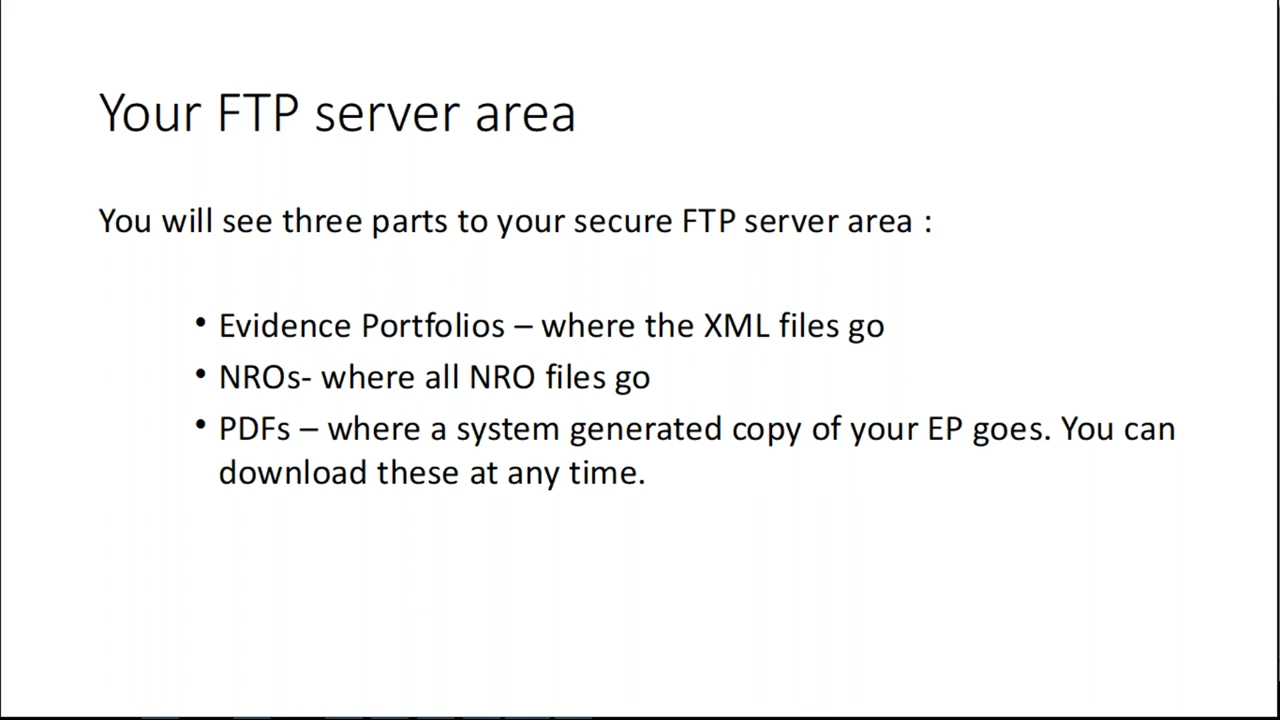 Your FTP server area
You will see three parts to your secure FTP server area :
• Evidence Portfolios – where the XML files go
• NROs- where all NRO files go
• PDFs – where a system generated copy of your EP goes. You can
download these at any time.